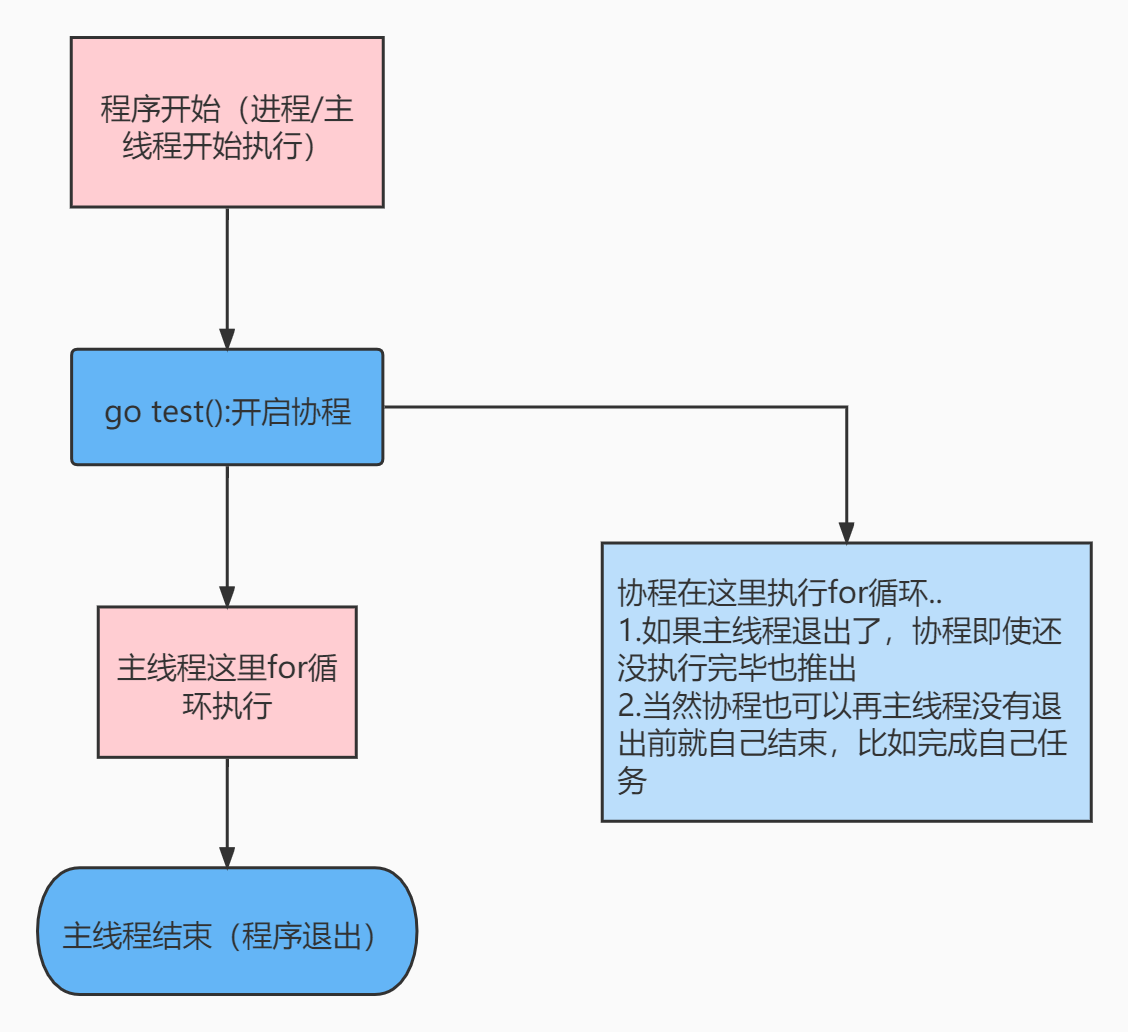 程序开始（进程/主
线程开始执行）
go test():开启协程
主线程这里for循
环执行
协程在这里执行for循环..
1.如果主线程退出了，协程即使还
没执行完毕也推出
2.当然协程也可以再主线程没有退
出前就自己结束，比如完成自己任
务
主线程结束（程序退出）